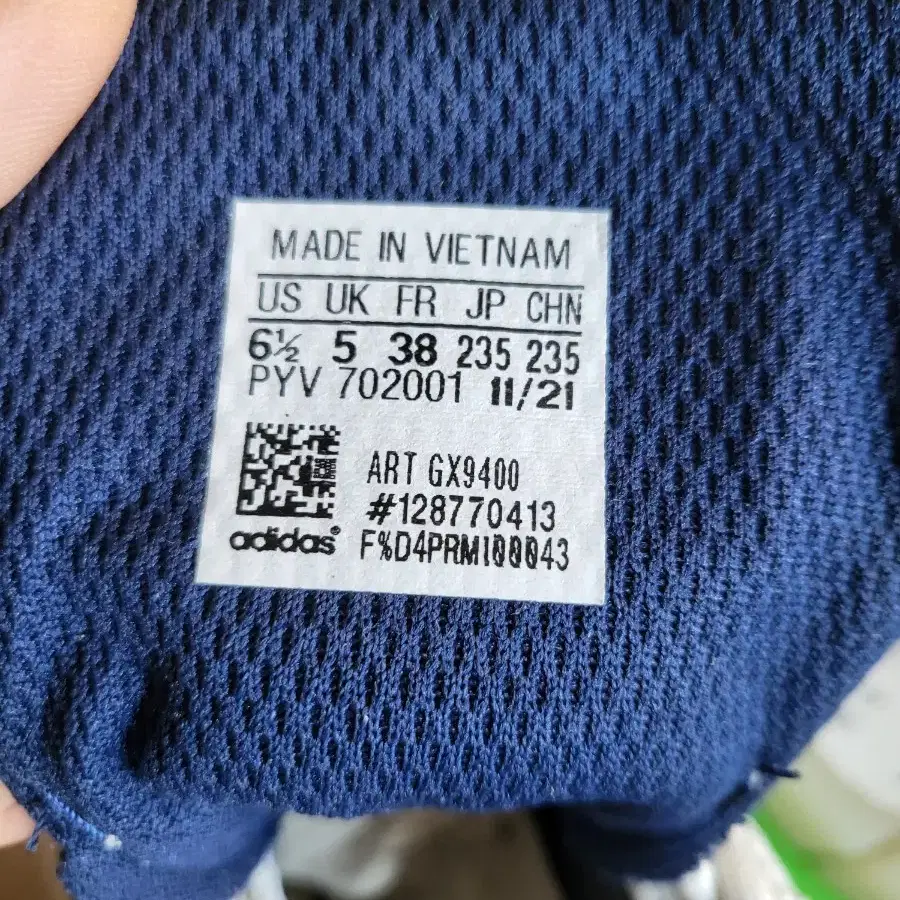 MADE IN VIETNAM
US UK FR JP CHN
6½ 5 38 235 235
PYV 702001 11/21
ART GX9400
#128770413
adidas® F%D4PRM100043